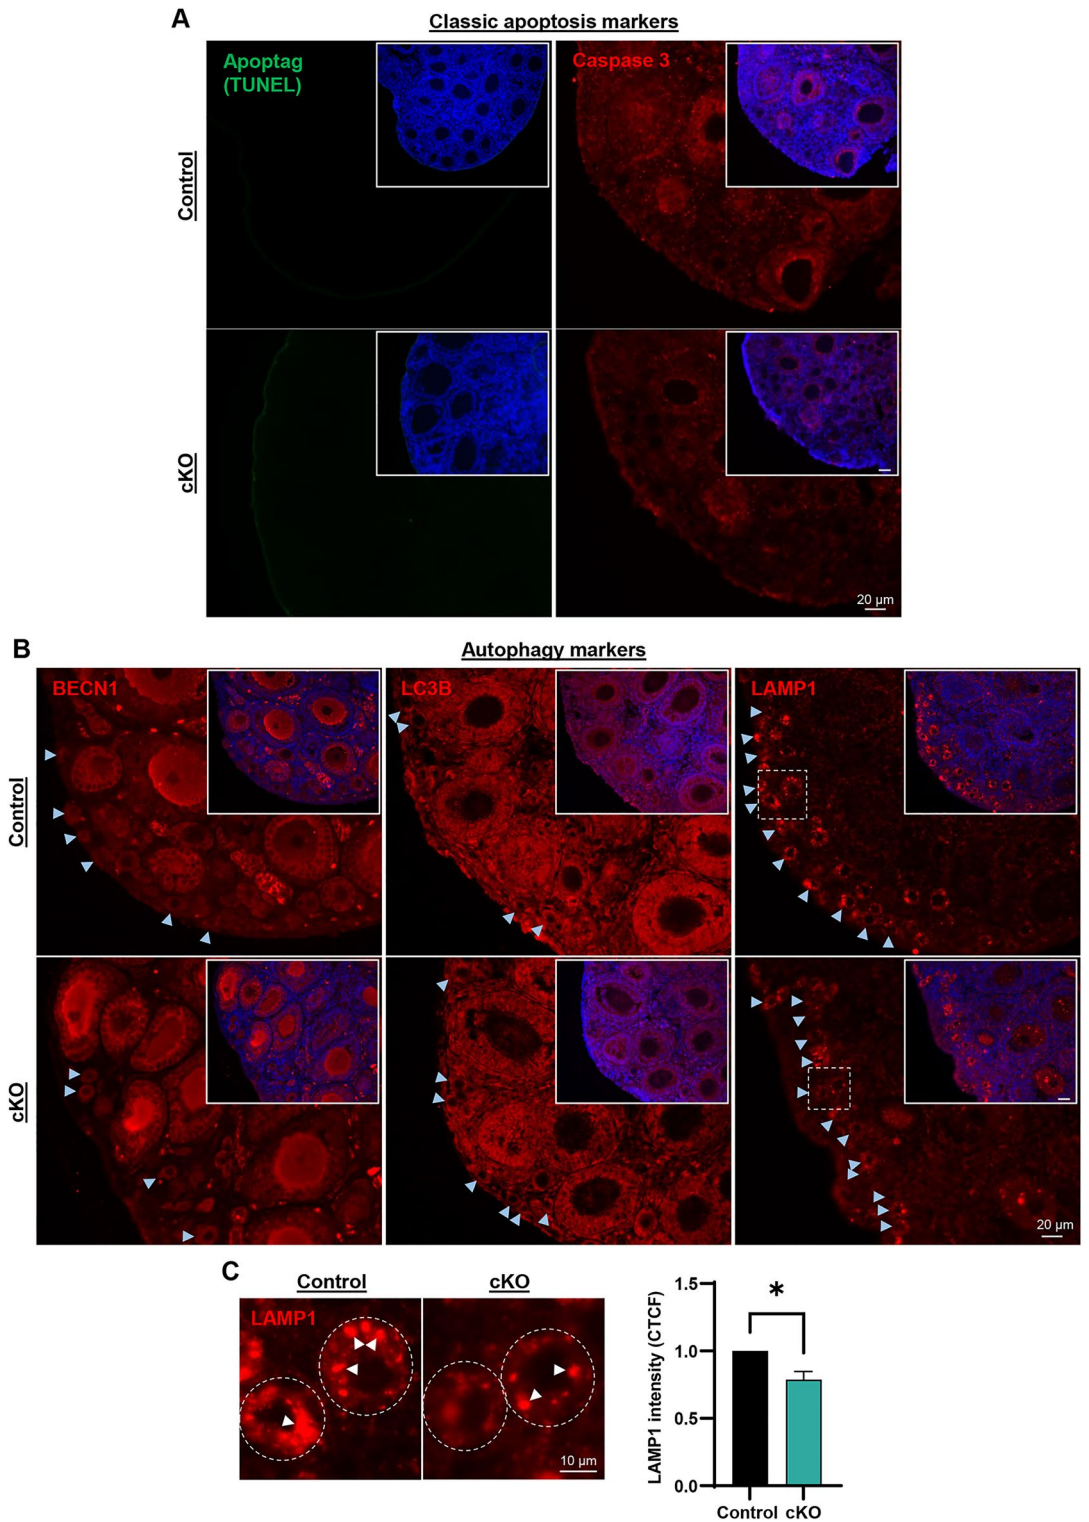 A
Classic apoptosis markers
Apoptag
(TUNEL)
Caspase 3
Control
cKO
20 µm
B
Autophagy markers
BECN1
LC3B
LAMP1
Control
cKO
20 µm
C
Control
cKO
LAMP1
10 µm
LAMP1 intensity (CTCF)
1.5
1.0
0.5
0.0
*
Control cKO